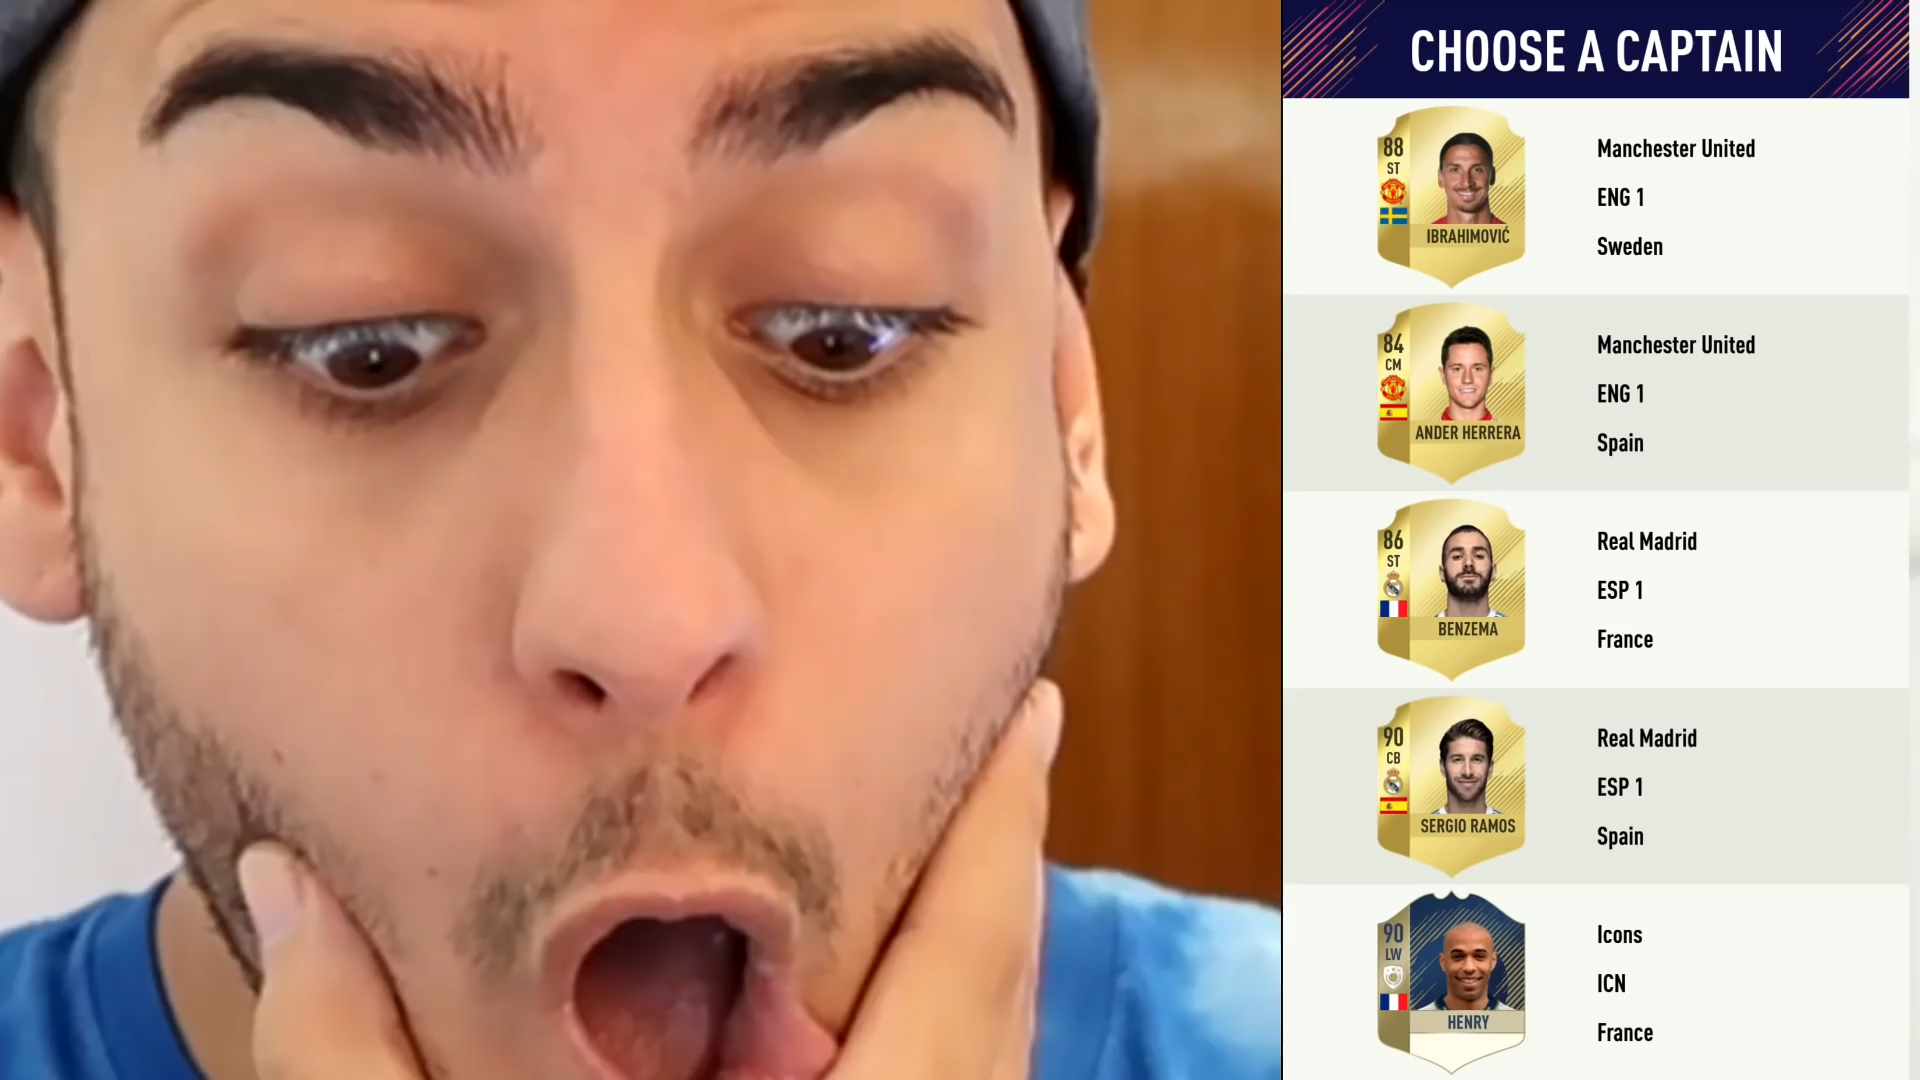 CHOOSE A CAPTAIN
88
ST
IBRAHIMOVIĆ
Manchester United
ENG 1
Sweden
84
CM
ANDER HERRERA
Manchester United
ENG 1
Spain
86
ST
BENZEMA
Real Madrid
ESP 1
France
90
CB
SERGIO RAMOS
Real Madrid
ESP 1
Spain
90
LW
HENRY
Icons
ICN
France